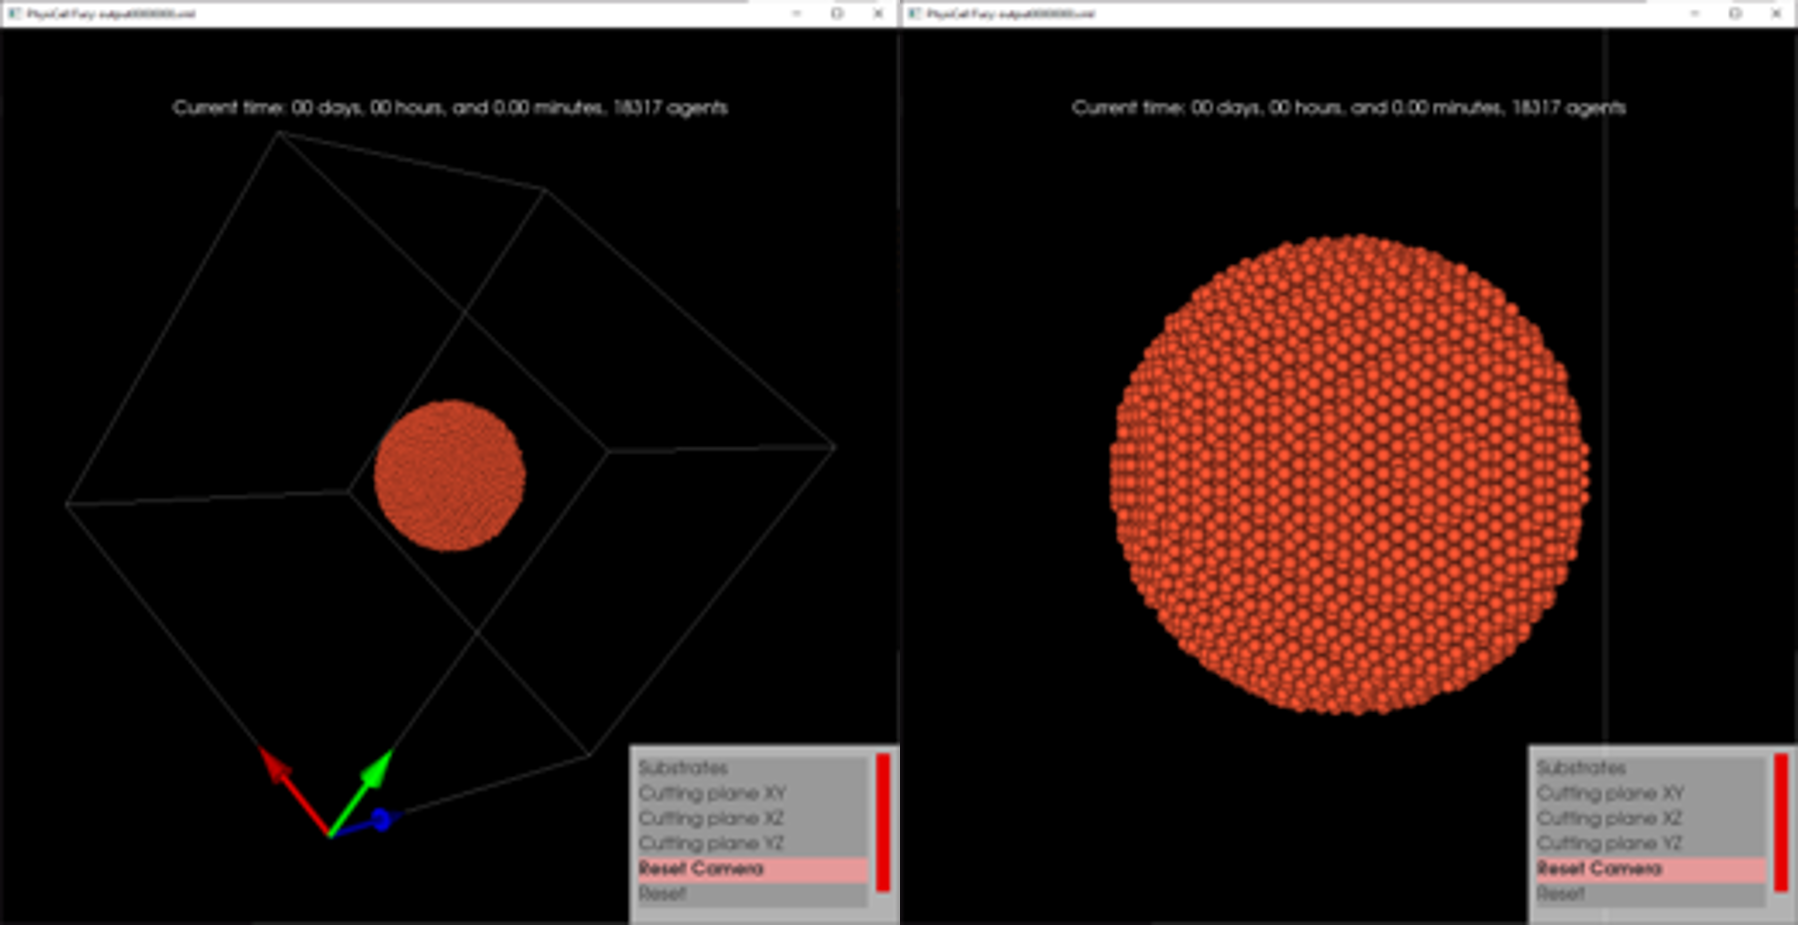 PhysiCell Fury: output00000000.xml
PhysiCell Fury: output00000000.xml
Current time: 00 days, 00 hours, and 0.00 minutes, 18317 agents
Current time: 00 days, 00 hours, and 0.00 minutes, 18317 agents
Substrates
Cutting plane XY
Cutting plane XZ
Cutting plane YZ
Reset Camera
Reset
Substrates
Cutting plane XY
Cutting plane XZ
Cutting plane YZ
Reset Camera
Reset